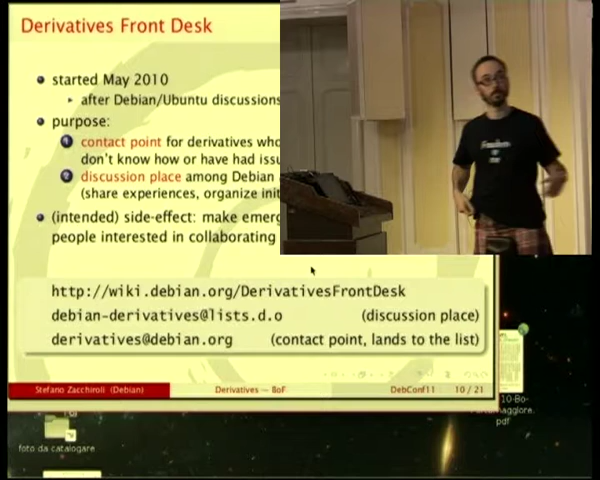 Derivatives Front Desk
started May 2010
after Debian/Ubuntu discussions
purpose:
1 contact point for derivatives who
don't know how or have had issu
2 discussion place among Debian
(share experiences, organize init
(intended) side-effect: make emerg
people interested in collaborating
http://wiki.debian.org/DerivativesFrontDesk
debian-derivatives@lists.d.o (discussion place)
derivatives@debian.org (contact point, lands to the list)
Stefano Zacchiroli (Debian) Derivatives — BoF DebConf11 10 / 21
foto da catalogare
pdf